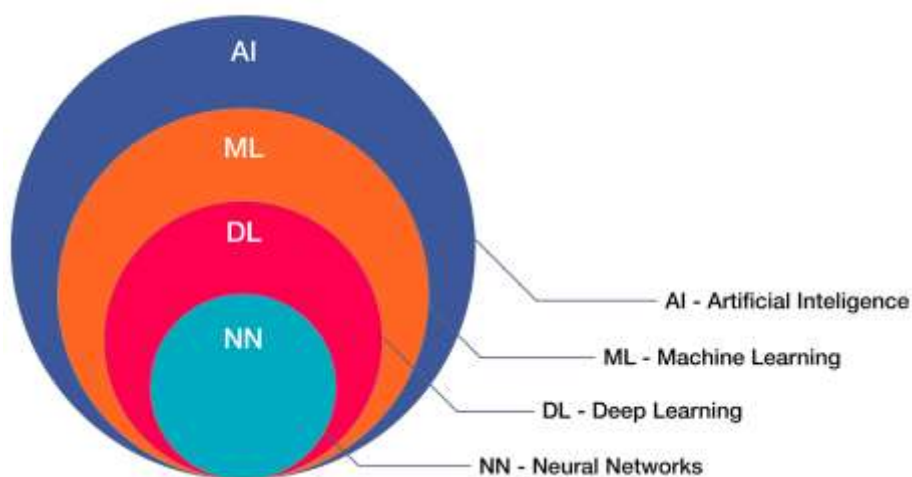 AI
ML
DL
NN
AI - Artificial Inteligence
ML - Machine Learning
DL - Deep Learning
NN - Neural Networks